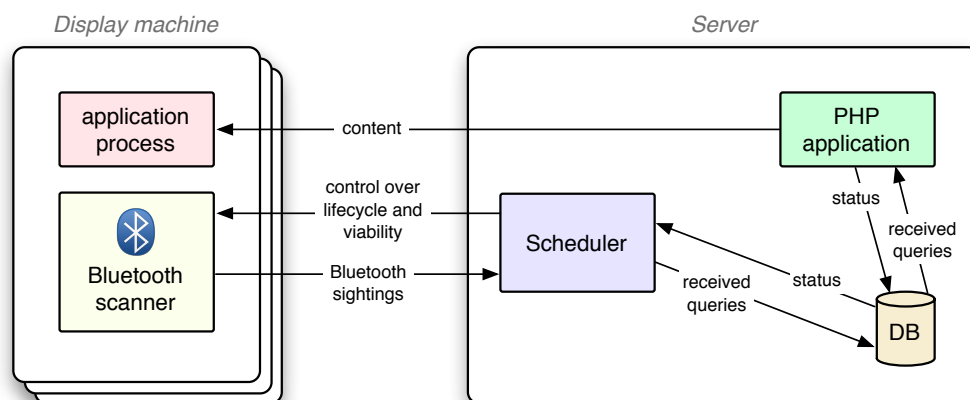 Display machine
Server
application
process
content
PHP
application
control over
lifecycle and
viability
Bluetooth
scanner
Bluetooth
sightings
Scheduler
status
received
queries
received
queries
status
DB